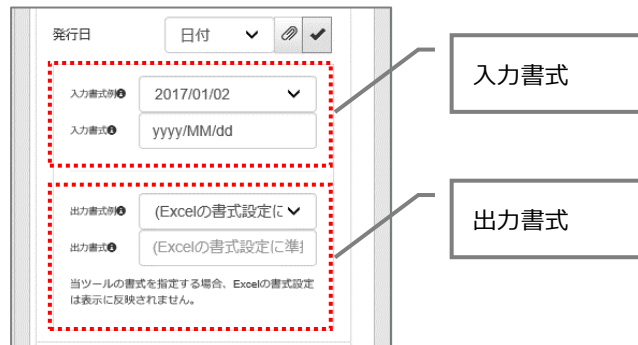 発行日 日付
入力書式例 2017/01/02
入力書式 yyyy/MM/dd
出力書式例 (Excelの書式設定に
出力書式 (Excelの書式設定に準
当ツールの書式を指定する場合、Excelの書式設定
は表示に反映されません。
入力書式
出力書式